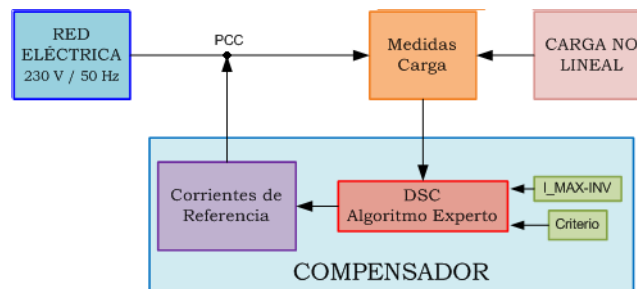 RED
ELÉCTRICA
230 V / 50 Hz
PCC
Medidas
Carga
CARGA NO
LINEAL
Corrientes de
Referencia
DSC
Algoritmo Experto
I_MAX-INV
Criterio
COMPENSADOR